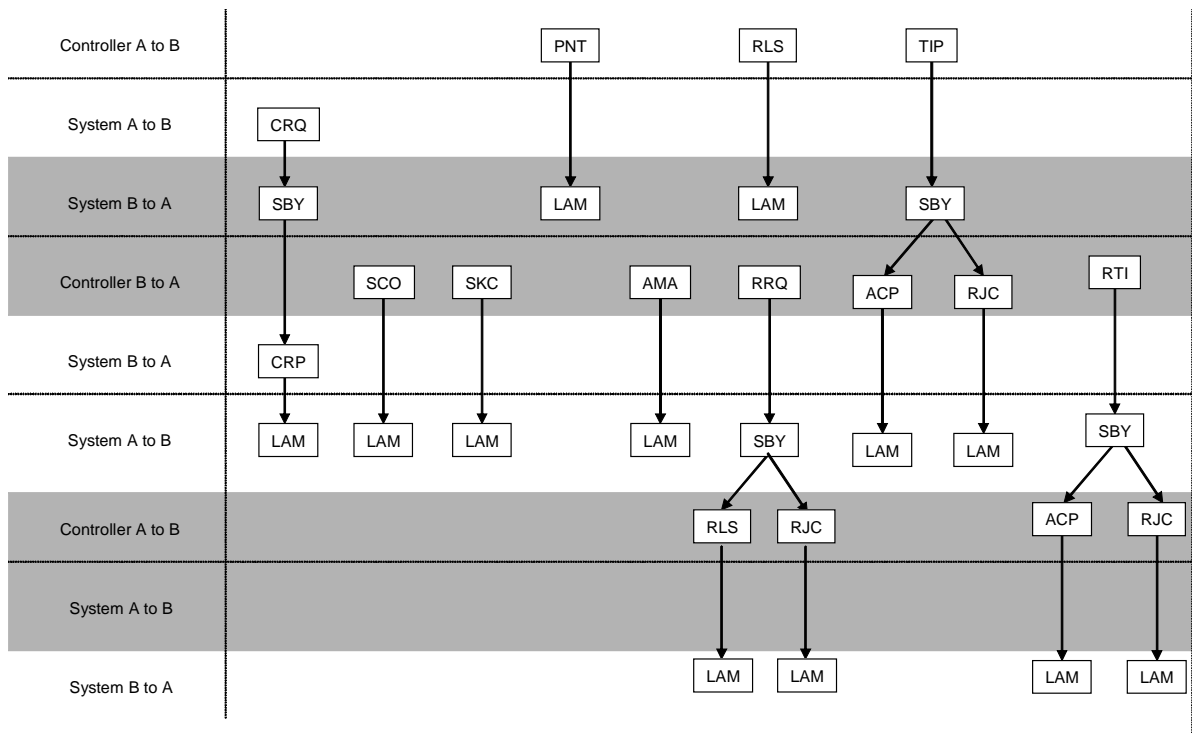 Controller A to B PNT RLS TIP
System A to B CRQ
System B to A SBY LAM LAM SBY
Controller B to A SCO SKC AMA RRQ ACP RJC RTI
System B to A CRP
System A to B LAM LAM LAM LAM SBY LAM LAM SBY
Controller A to B RLS RJC ACP RJC
System A to B
System B to A LAM LAM LAM LAM